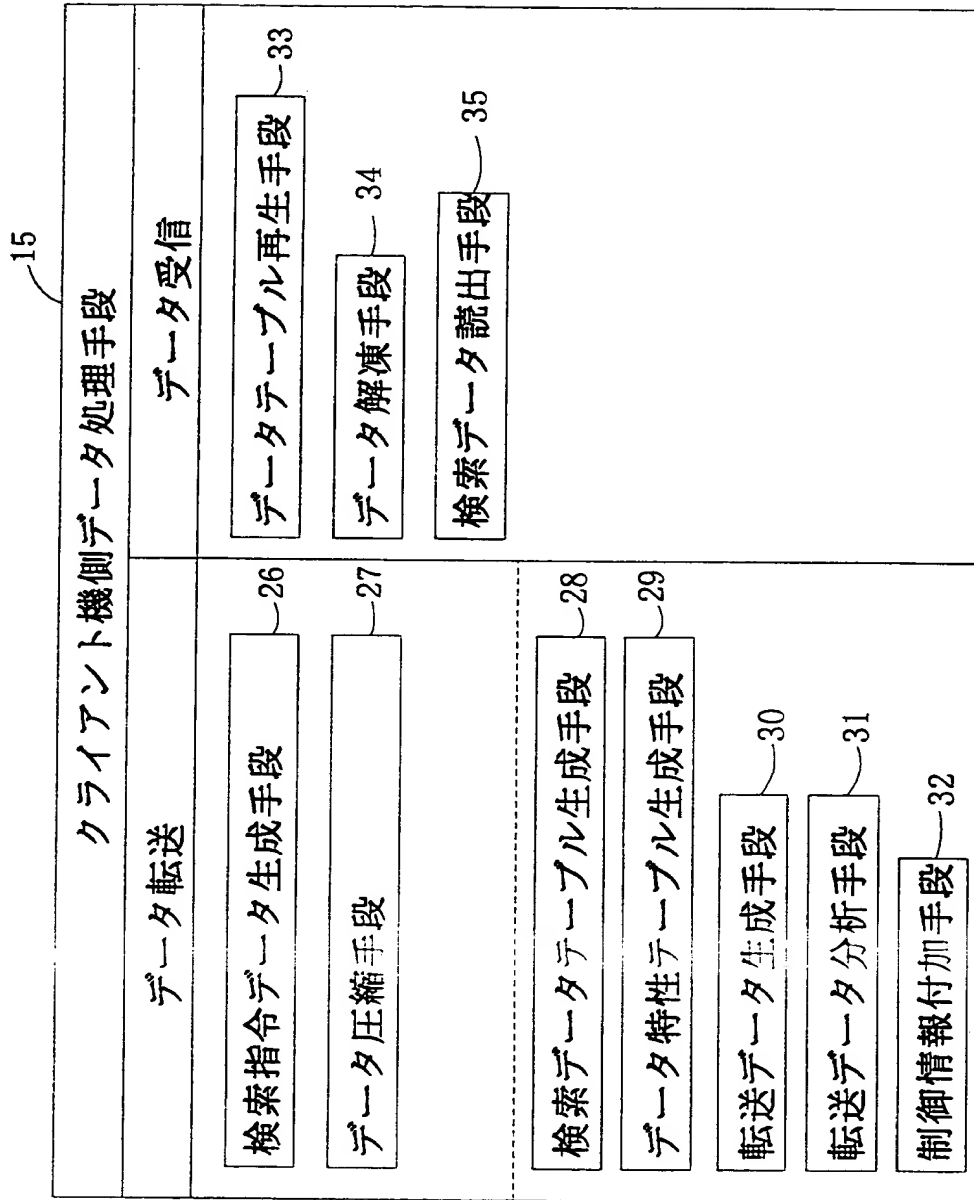 15
クライアント機側データ処理手段
データ転送
検索指令データ生成手段 26
データ圧縮手段 27
検索データテーブル生成手段 28
データ特性テーブル生成手段 29
転送データ生成手段 30
転送データ分析手段 31
制御情報付加手段 32
データ受信
データテーブル再生手段 33
データ解凍手段 34
検索データ読出手段 35